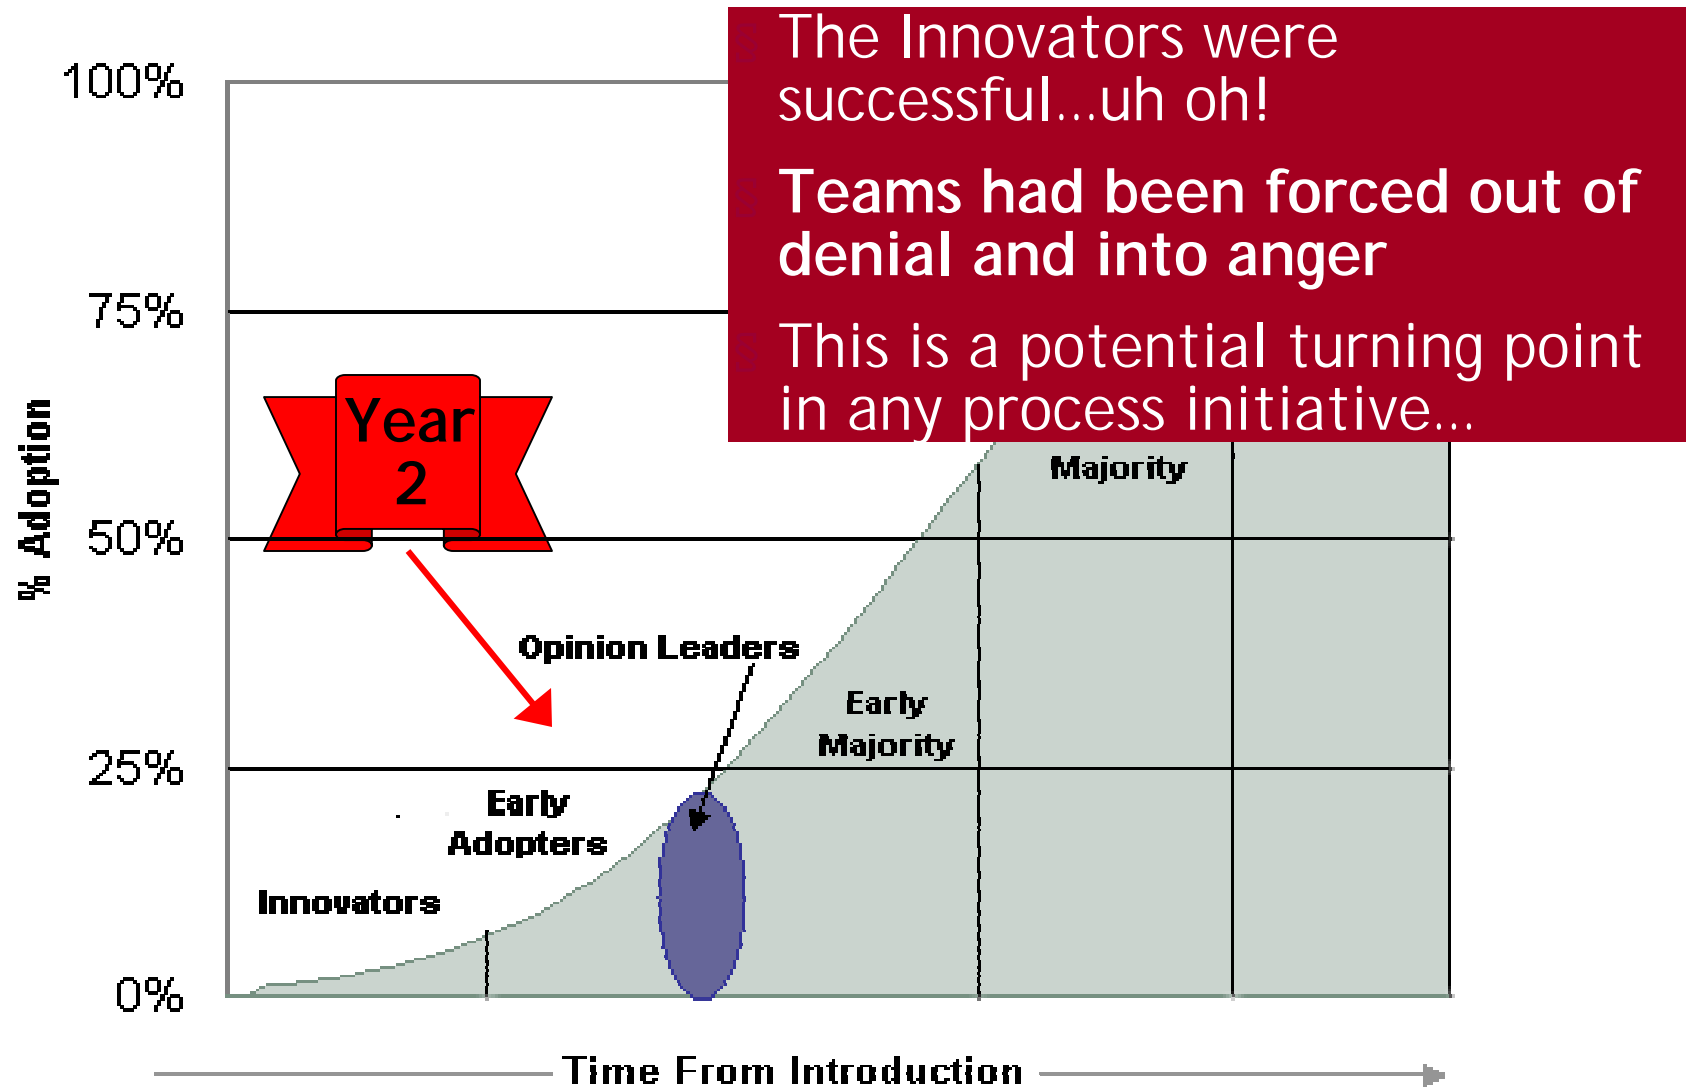 § The Innovators were
successful...uh oh!
§ Teams had been forced out of
denial and into anger
§ This is a potential turning point
in any process initiative...
100%
75%
50%
25%
0%
% Adoption
Year
2
Opinion Leaders
Majority
Early
Majority
Early
Adopters
Innovators
Time From Introduction